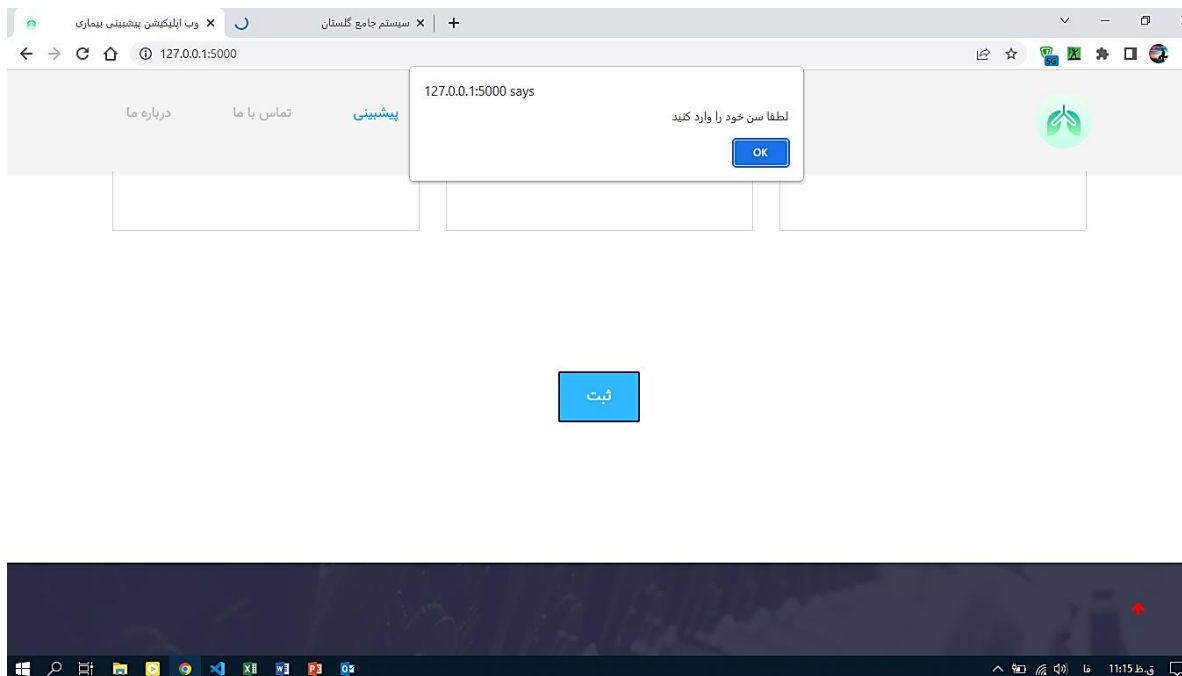 وب اپلیکیشن پیشبینی بیماری
سیستم جامع گلستان
127.0.0.1:5000
127.0.0.1:5000 says
لطفا سن خود را وارد کنید
OK
پیشبینی
تماس با ما
درباره ما
ثبت
فا
11:15 ق.ظ